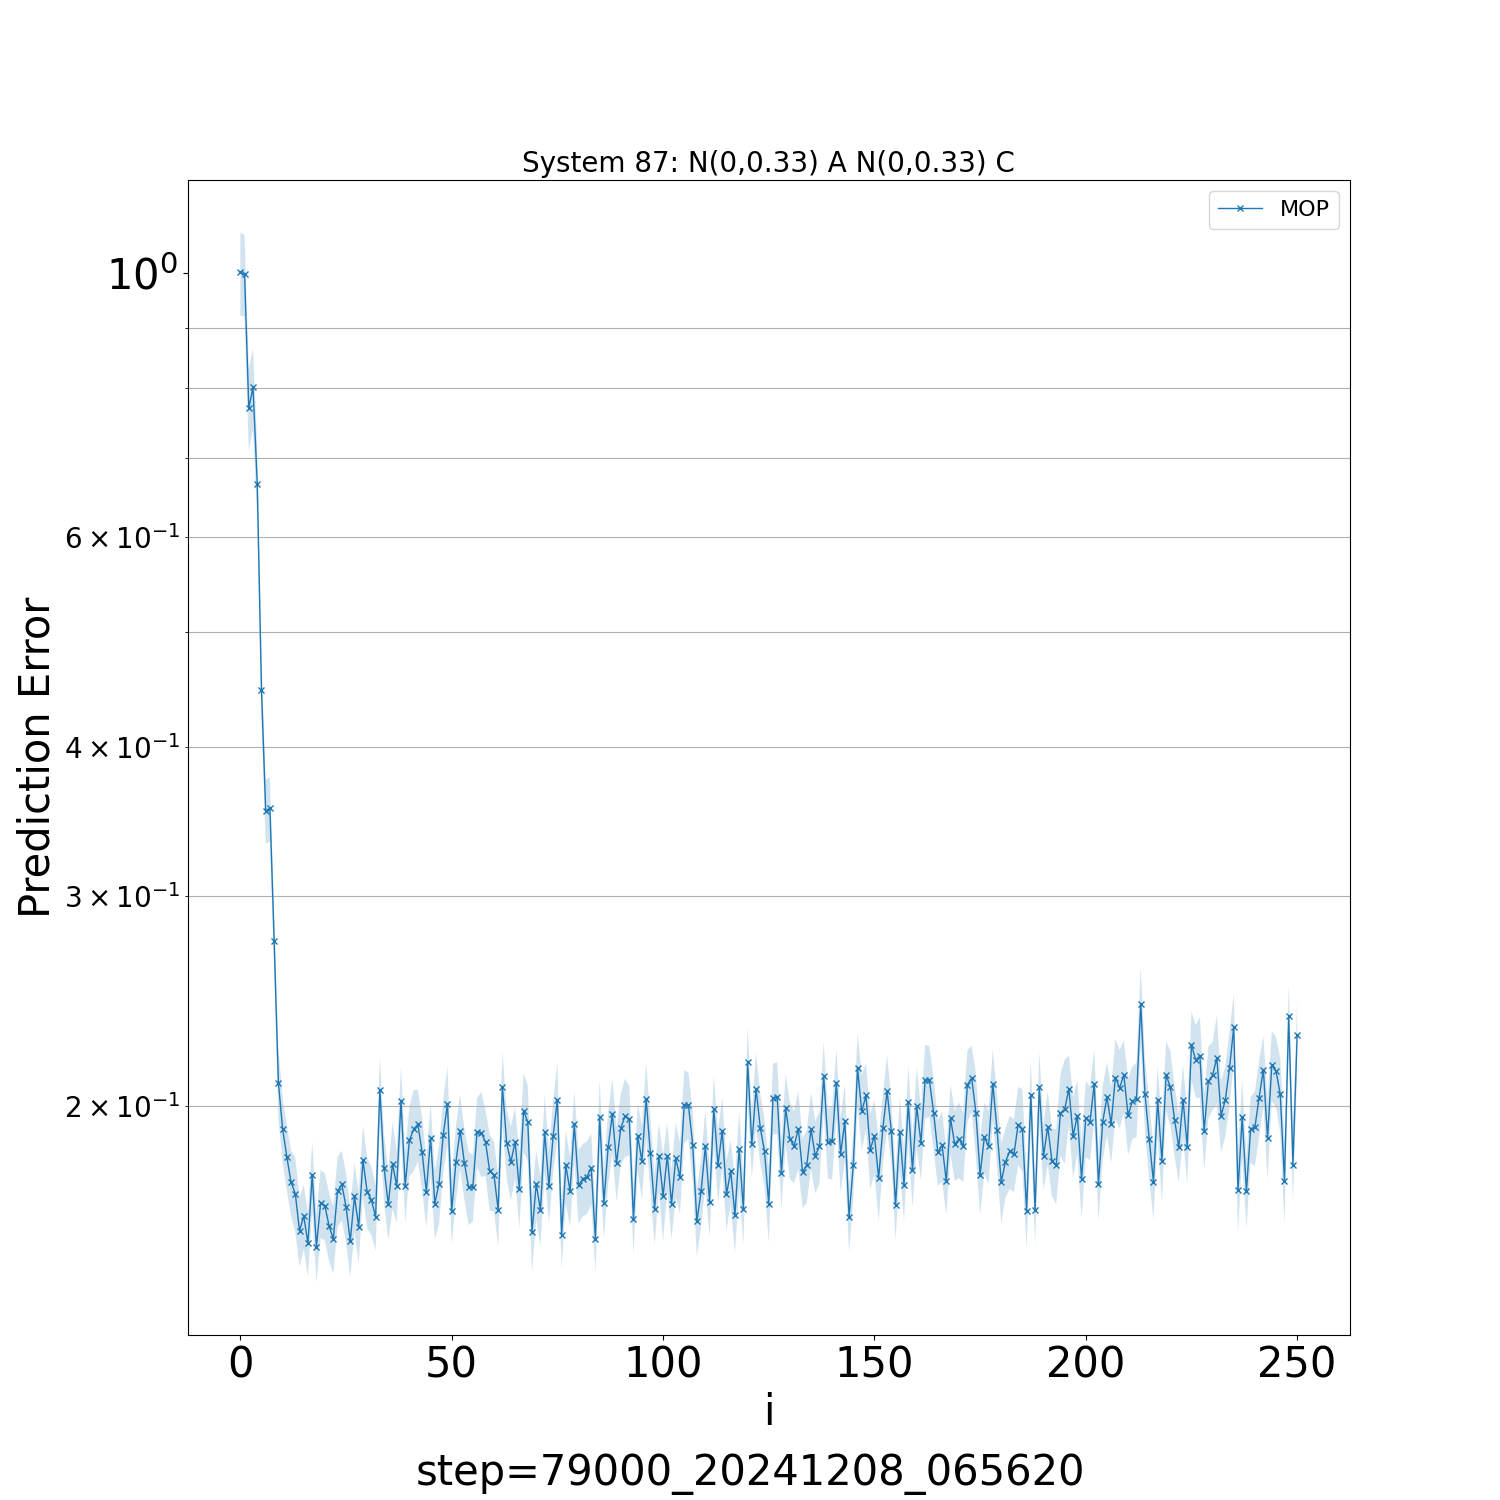 System 87: N(0,0.33) A N(0,0.33) C
MOP
10⁰
6 × 10⁻¹
4 × 10⁻¹
3 × 10⁻¹
2 × 10⁻¹
Prediction Error
0 50 100 150 200 250
i
step=79000_20241208_065620